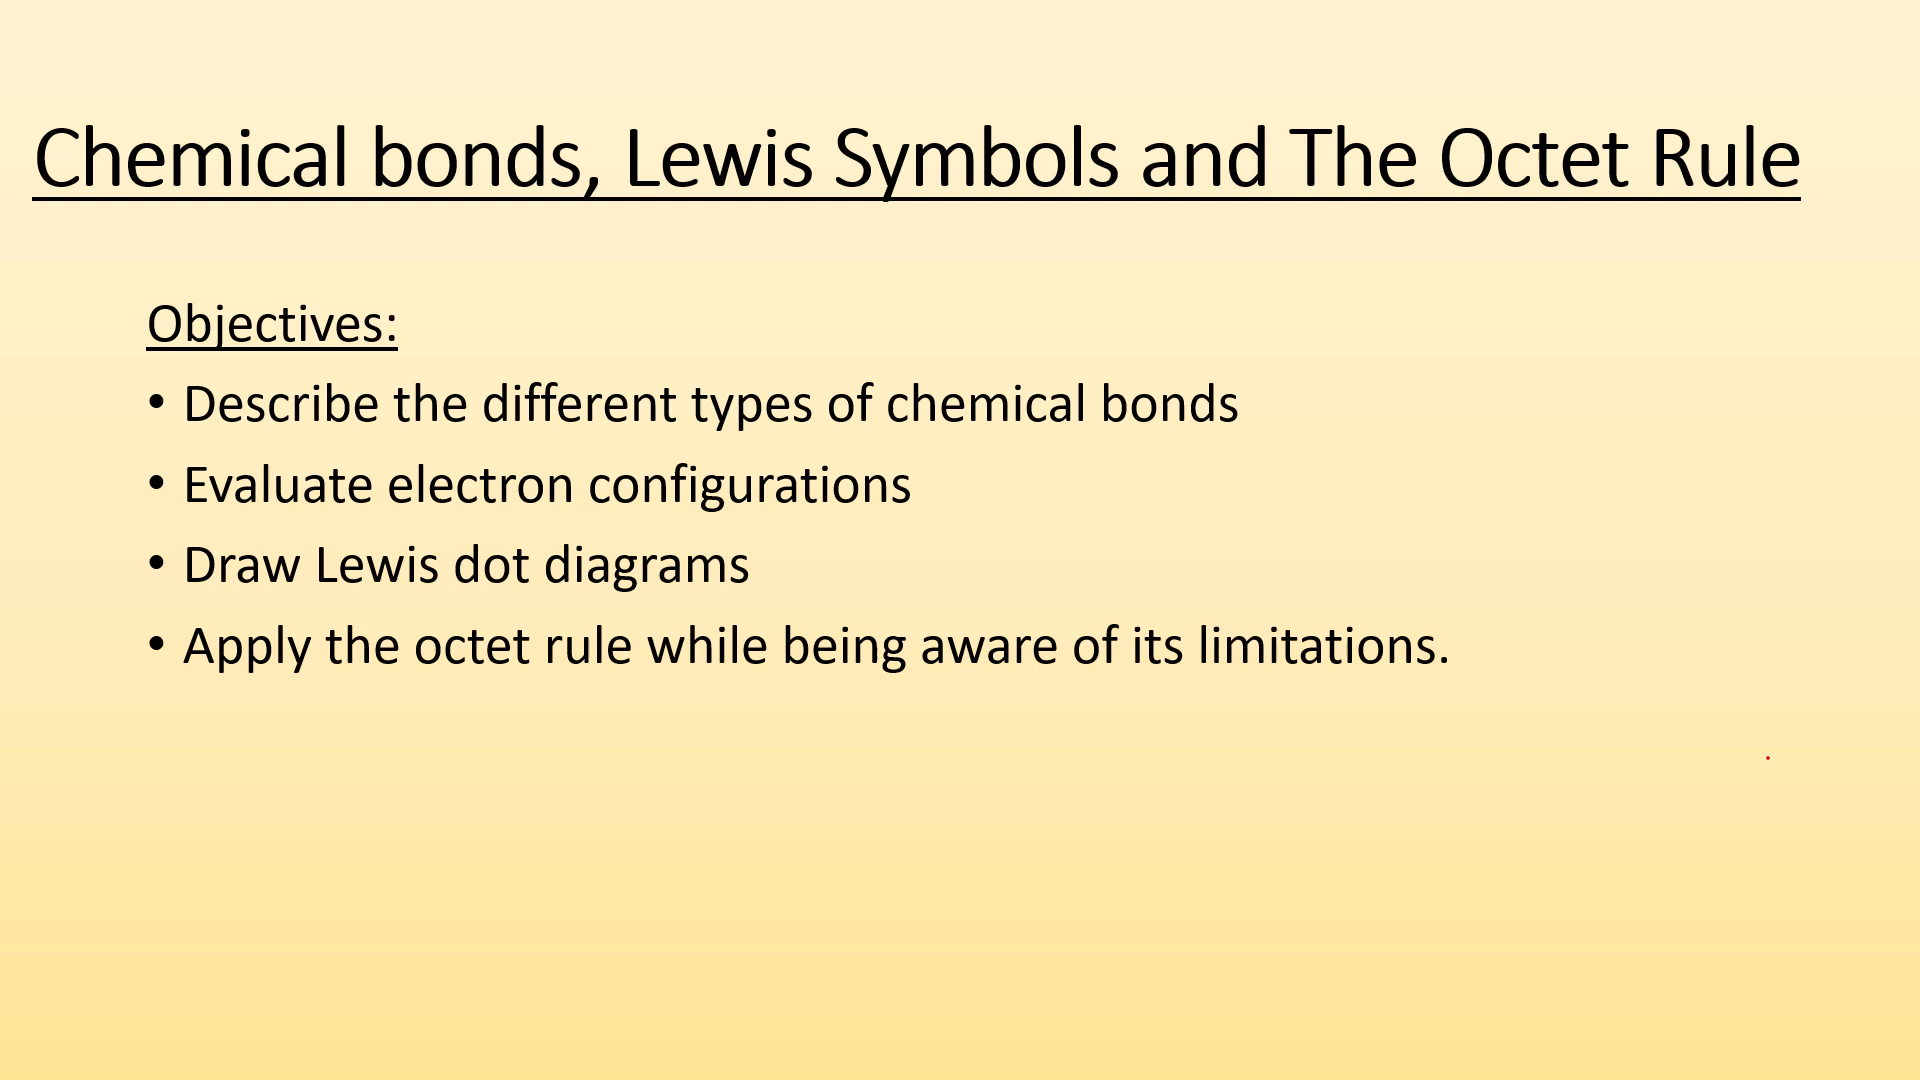 Chemical bonds, Lewis Symbols and The Octet Rule
Objectives:
• Describe the different types of chemical bonds
• Evaluate electron configurations
• Draw Lewis dot diagrams
• Apply the octet rule while being aware of its limitations.